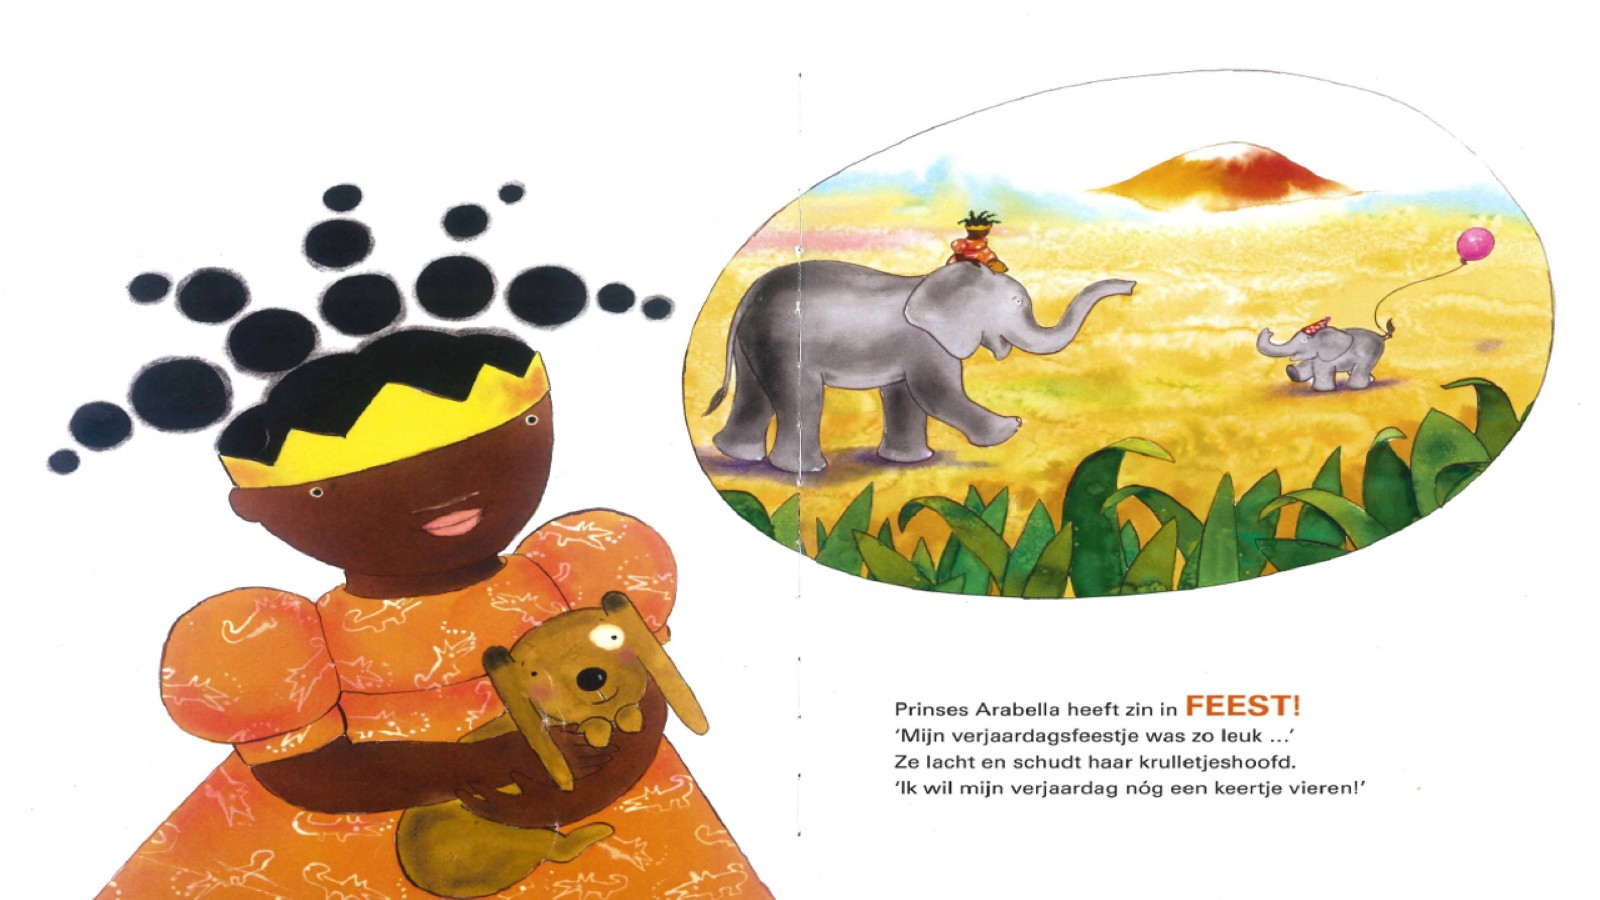 Prinses Arabella heeft zin in FEEST!
‘Mijn verjaardagsfeestje was zo leuk ...’
Ze lacht en schudt haar krulletjeshoofd.
‘Ik wil mijn verjaardag nóg een keertje vieren!’